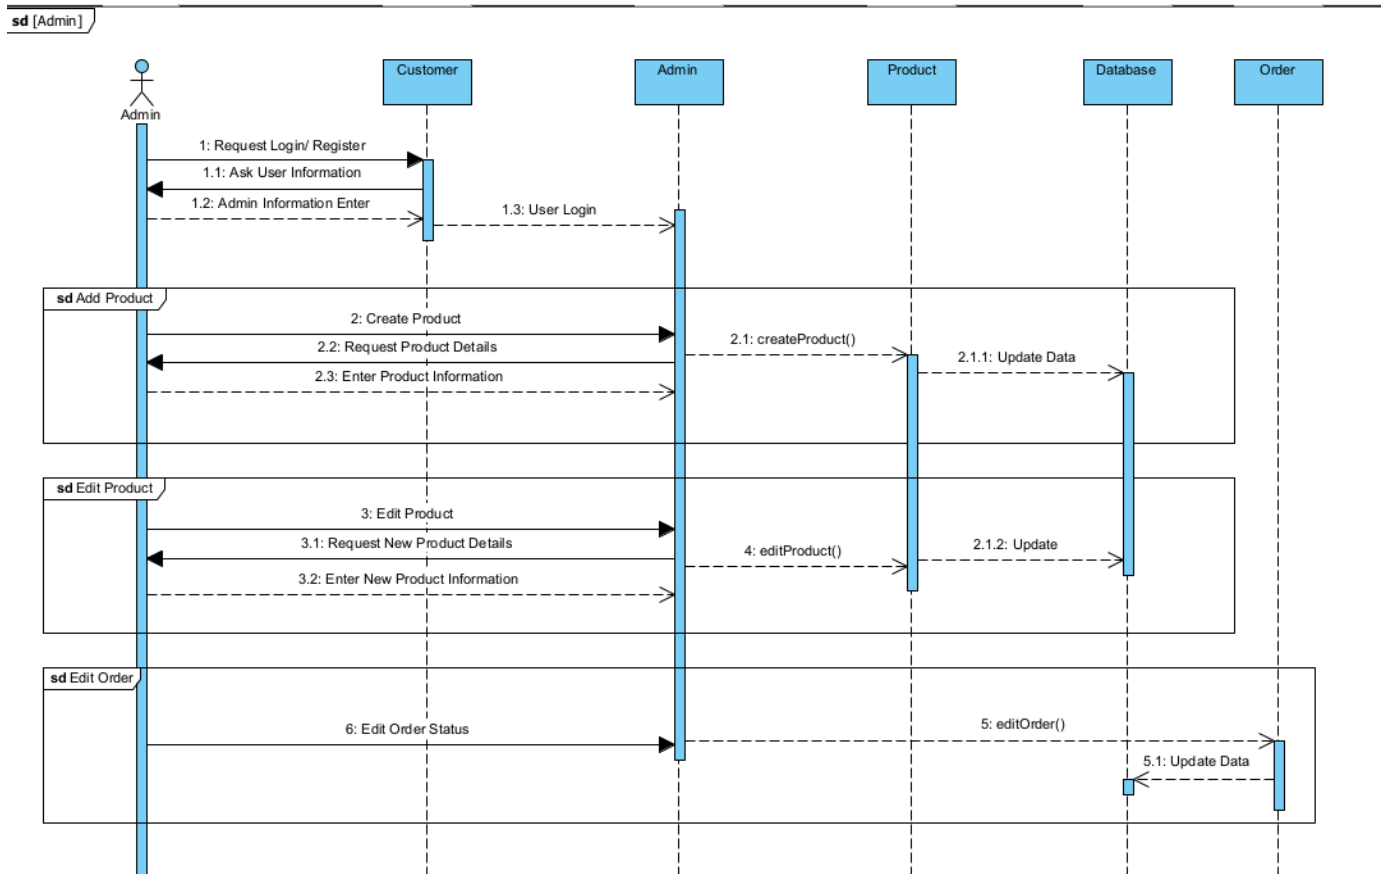 sd [Admin]
Admin
Customer
Admin
Product
Database
Order
1: Request Login/ Register
1.1: Ask User Information
1.2: Admin Information Enter
1.3: User Login
sd Add Product
2: Create Product
2.1: createProduct()
2.2: Request Product Details
2.1.1: Update Data
2.3: Enter Product Information
sd Edit Product
3: Edit Product
3.1: Request New Product Details
4: editProduct()
2.1.2: Update
3.2: Enter New Product Information
sd Edit Order
6: Edit Order Status
5: editOrder()
5.1: Update Data